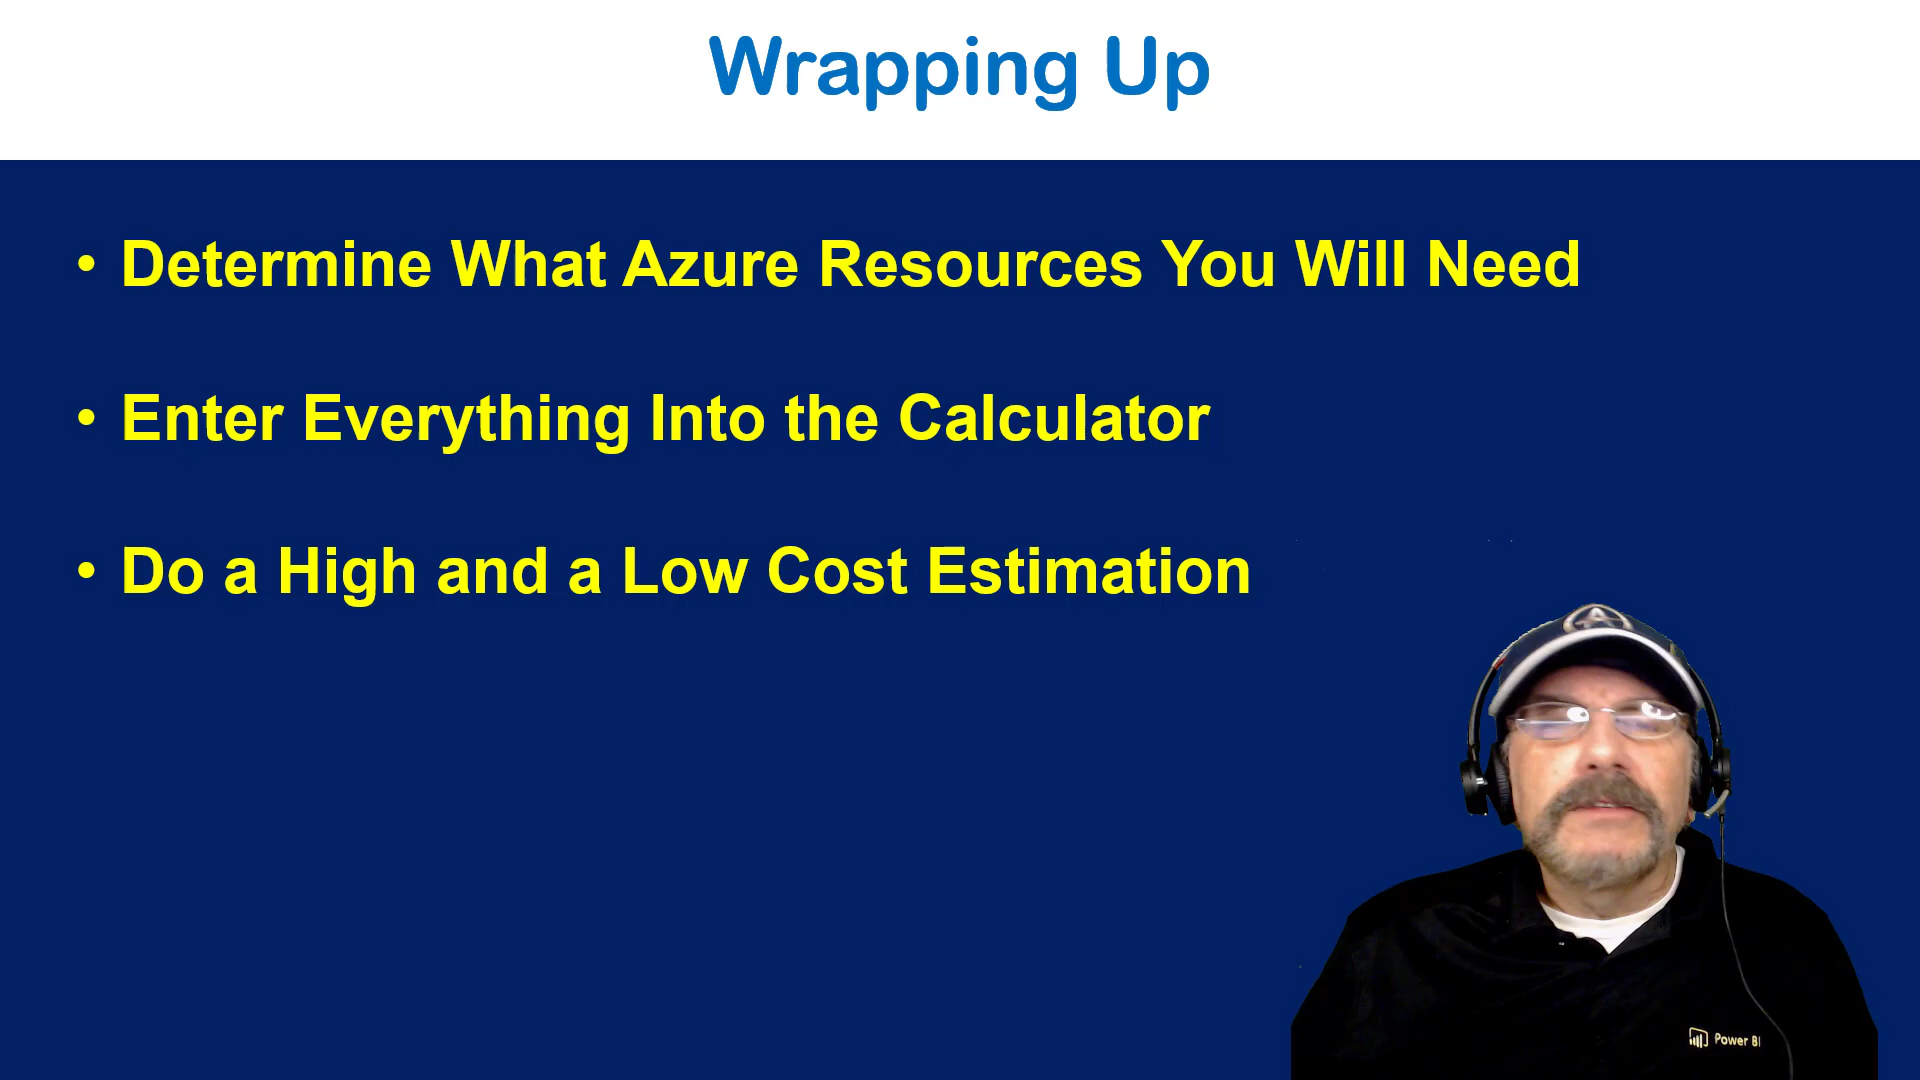 Wrapping Up
• Determine What Azure Resources You Will Need
• Enter Everything Into the Calculator
• Do a High and a Low Cost Estimation
Power BI